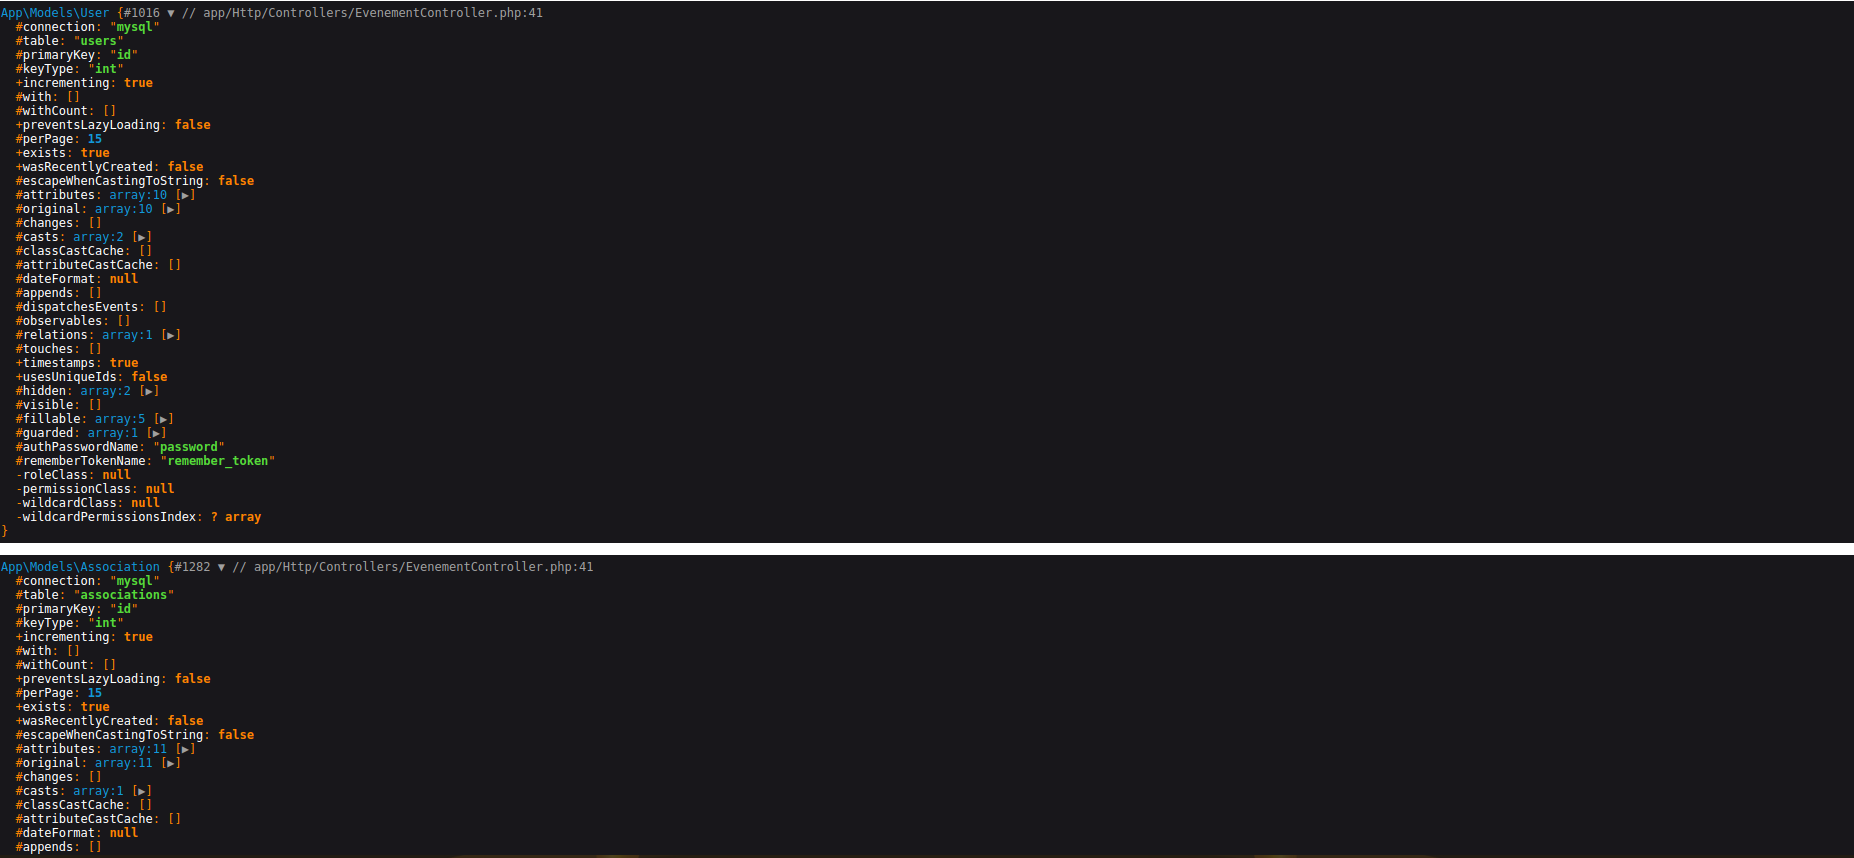 App\Models\User {#1016 ▼ // app/Http/Controllers/EvenementController.php:41
#connection: "mysql"
#table: "users"
#primaryKey: "id"
#keyType: "int"
+incrementing: true
#with: []
#withCount: []
+preventsLazyLoading: false
#perPage: 15
+exists: true
+wasRecentlyCreated: false
#escapeWhenCastingToString: false
#attributes: array:10 [▶]
#original: array:10 [▶]
#changes: []
#casts: array:2 [▶]
#classCastCache: []
#attributeCastCache: []
#dateFormat: null
#appends: []
#dispatchesEvents: []
#observables: []
#relations: array:1 [▶]
#touches: []
+timestamps: true
+usesUniqueIds: false
#hidden: array:2 [▶]
#visible: []
#fillable: array:5 [▶]
#guarded: array:1 [▶]
#authPasswordName: "password"
#rememberTokenName: "remember_token"
-roleClass: null
-permissionClass: null
-wildcardClass: null
-wildcardPermissionsIndex: ? array
}
App\Models\Association {#1282 ▼ // app/Http/Controllers/EvenementController.php:41
#connection: "mysql"
#table: "associations"
#primaryKey: "id"
#keyType: "int"
+incrementing: true
#with: []
#withCount: []
+preventsLazyLoading: false
#perPage: 15
+exists: true
+wasRecentlyCreated: false
#escapeWhenCastingToString: false
#attributes: array:11 [▶]
#original: array:11 [▶]
#changes: []
#casts: array:1 [▶]
#classCastCache: []
#attributeCastCache: []
#dateFormat: null
#appends: []